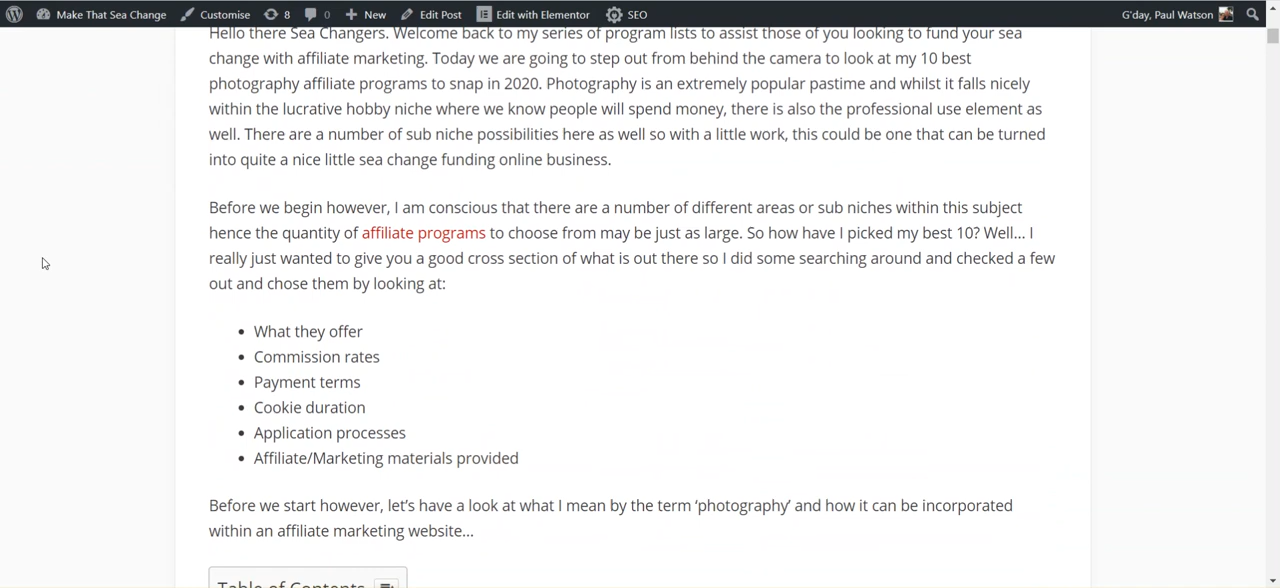 Make That Sea Change Customise 8 0 New Edit Post Edit with Elementor SEO G'day, Paul Watson
Hello there Sea Changers. Welcome back to my series of program lists to assist those of you looking to fund your sea
change with affiliate marketing. Today we are going to step out from behind the camera to look at my 10 best
photography affiliate programs to snap in 2020. Photography is an extremely popular pastime and whilst it falls nicely
within the lucrative hobby niche where we know people will spend money, there is also the professional use element as
well. There are a number of sub niche possibilities here as well so with a little work, this could be one that can be turned
into quite a nice little sea change funding online business.
Before we begin however, I am conscious that there are a number of different areas or sub niches within this subject
hence the quantity of affiliate programs to choose from may be just as large. So how have I picked my best 10? Well… I
really just wanted to give you a good cross section of what is out there so I did some searching around and checked a few
out and chose them by looking at:
• What they offer
• Commission rates
• Payment terms
• Cookie duration
• Application processes
• Affiliate/Marketing materials provided
Before we start however, let’s have a look at what I mean by the term ‘photography’ and how it can be incorporated
within an affiliate marketing website…
Table of Contents